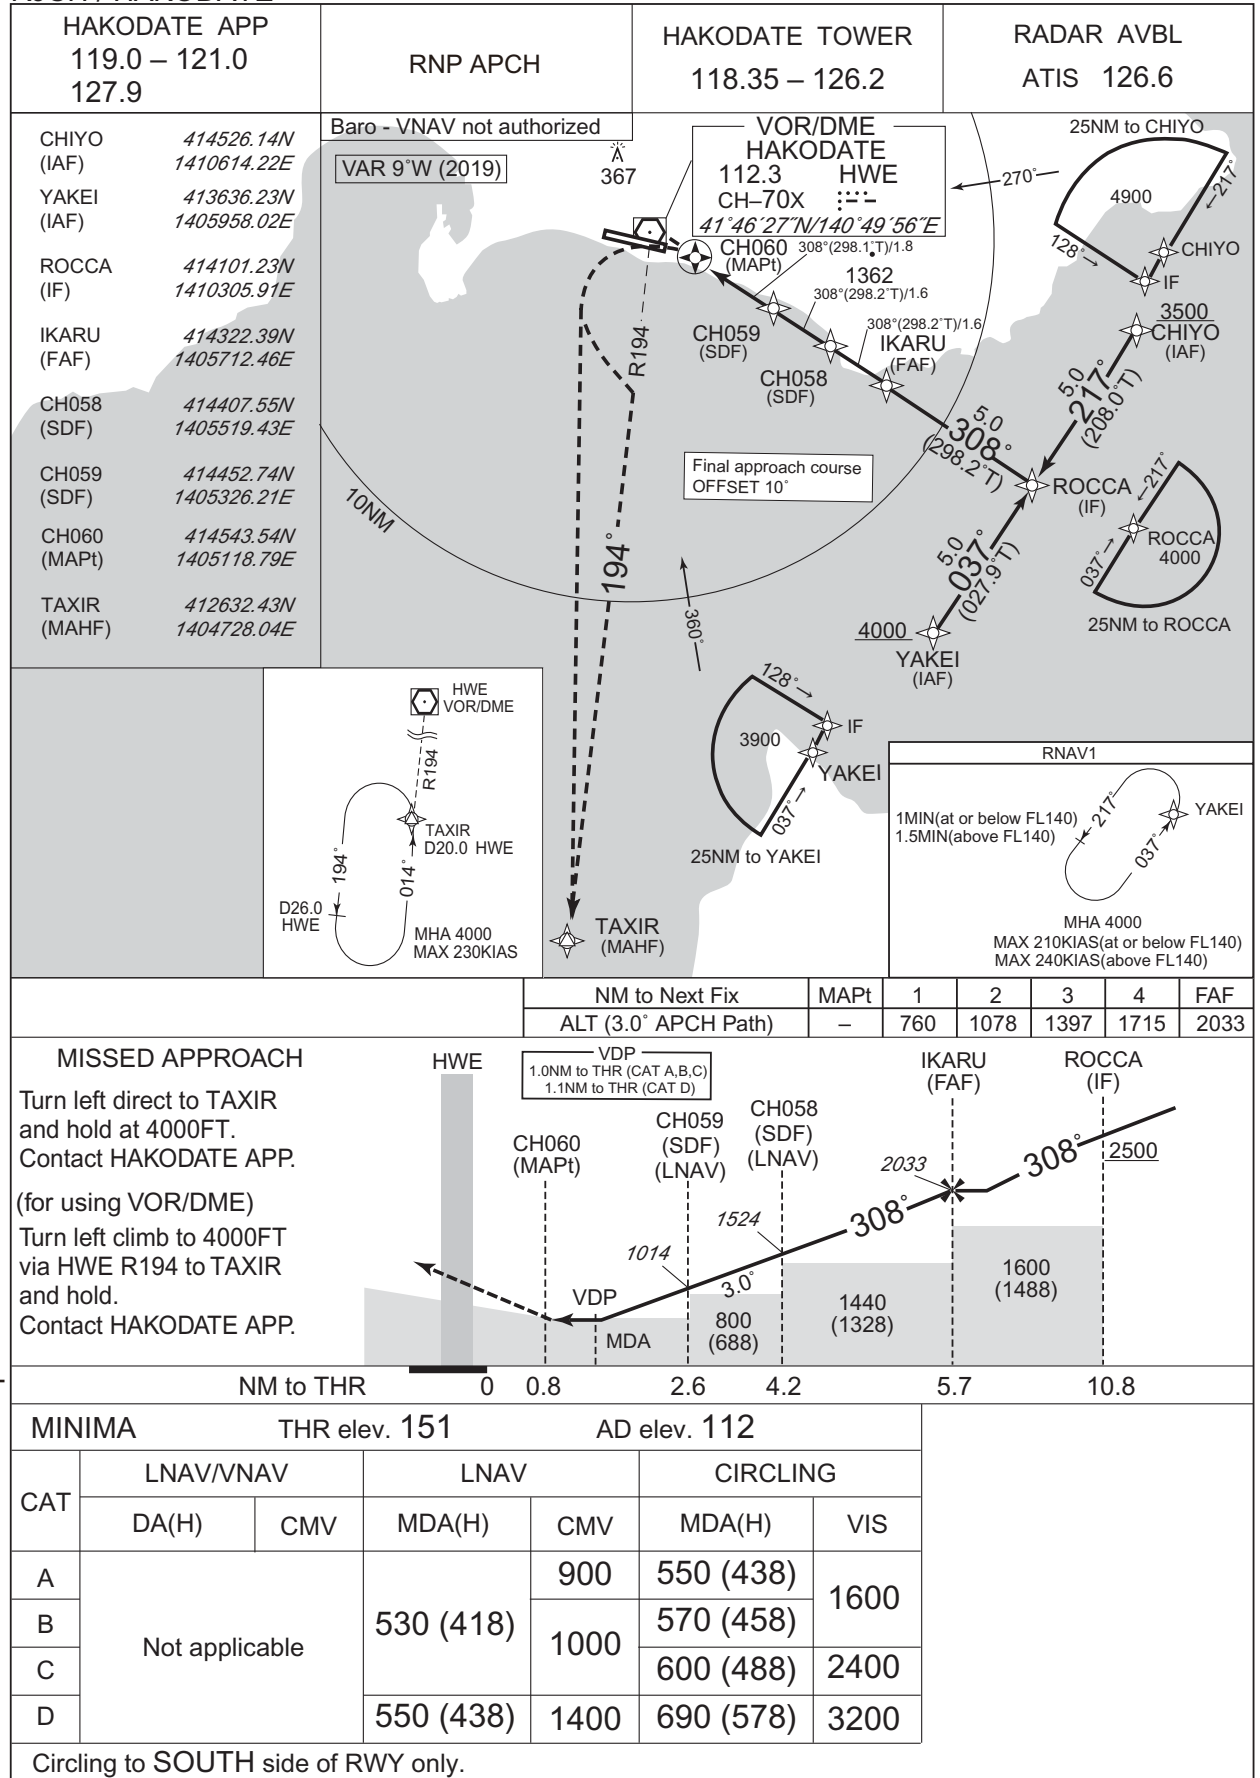 HAKODATE APP
119.0 – 121.0
127.9
RNP APCH
HAKODATE TOWER
118.35 – 126.2
RADAR AVBL
ATIS 126.6
CHIYO 414526.14N
(IAF) 1410614.22E
YAKEI 413636.23N
(IAF) 1405958.02E
ROCCA 414101.23N
(IF) 1410305.91E
IKARU 414322.39N
(FAF) 1405712.46E
CH058 414407.55N
(SDF) 1405519.43E
CH059 414452.74N
(SDF) 1405326.21E
CH060 414543.54N
(MAPt) 1405118.79E
TAXIR 412632.43N
(MAHF) 1404728.04E
Baro - VNAV not authorized
VAR 9°W (2019)
367
VOR/DME
HAKODATE
112.3 HWE
CH–70X
41°46´27˝N/140°49´56˝E
270°
25NM to CHIYO
4900
←217°
128°→
CHIYO
IF
CH060
(MAPt)
308°(298.1°T)/1.8
1362
308°(298.2°T)/1.6
308°(298.2°T)/1.6
CH059
(SDF)
CH058
(SDF)
IKARU
(FAF)
3500
CHIYO
(IAF)
5.0
217°
(208.0°T)
5.0
308°
(298.2°T)
R194
Final approach course
OFFSET 10°
ROCCA
(IF)
←217°
ROCCA
4000
037°→
25NM to ROCCA
10NM
194°
5.0
037°
(027.9°T)
4000
YAKEI
(IAF)
360°
128°→
3900
IF
YAKEI
037°→
25NM to YAKEI
HWE
VOR/DME
R194
TAXIR
D20.0 HWE
194°
014°
D26.0
HWE
MHA 4000
MAX 230KIAS
TAXIR
(MAHF)
RNAV1
1MIN(at or below FL140)
1.5MIN(above FL140)
217°
037°
YAKEI
MHA 4000
MAX 210KIAS(at or below FL140)
MAX 240KIAS(above FL140)
NM to Next Fix MAPt 1 2 3 4 FAF
ALT (3.0° APCH Path) – 760 1078 1397 1715 2033
MISSED APPROACH
Turn left direct to TAXIR
and hold at 4000FT.
Contact HAKODATE APP.
(for using VOR/DME)
Turn left climb to 4000FT
via HWE R194 to TAXIR
and hold.
Contact HAKODATE APP.
HWE
VDP
1.0NM to THR (CAT A,B,C)
1.1NM to THR (CAT D)
CH060
(MAPt)
CH059
(SDF)
(LNAV)
CH058
(SDF)
(LNAV)
IKARU
(FAF)
ROCCA
(IF)
2033
308°
2500
308°
1524
1014
3.0°
VDP
MDA
800
(688)
1440
(1328)
1600
(1488)
NM to THR 0 0.8 2.6 4.2 5.7 10.8
MINIMA THR elev. 151 AD elev. 112
CAT LNAV/VNAV LNAV CIRCLING
DA(H) CMV MDA(H) CMV MDA(H) VIS
A 900 550 (438)
1600
B 530 (418) 570 (458)
Not applicable 1000
C 600 (488) 2400
D 550 (438) 1400 690 (578) 3200
Circling to SOUTH side of RWY only.